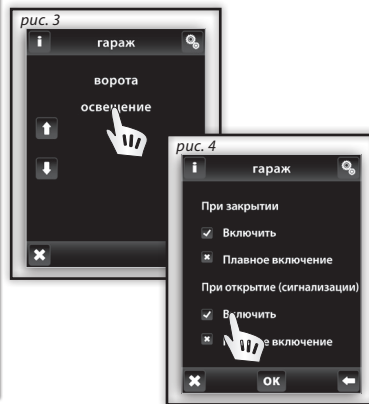 рис. 3
i гараж
ворота
освещение
рис. 4
i гараж
При закрытии
Включить
Плавное включение
При открытие (сигнализации)
Включить
включение
ОК